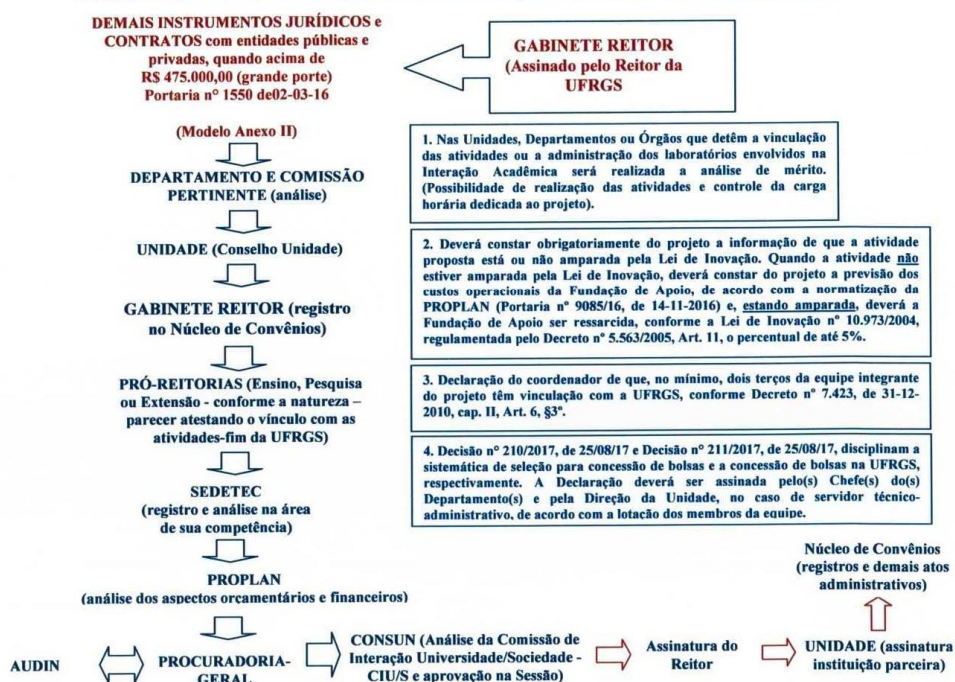 DEMAIS INSTRUMENTOS JURÍDICOS e
CONTRATOS com entidades públicas e
privadas, quando acima de
R$ 475.000,00 (grande porte)
Portaria nº 1550 de02-03-16
(Modelo Anexo II)
GABINETE REITOR
(Assinado pelo Reitor da
UFRGS
DEPARTAMENTO E COMISSÃO
PERTINENTE (análise)
UNIDADE (Conselho Unidade)
GABINETE REITOR (registro
no Núcleo de Convênios)
PRÓ-REITORIAS (Ensino, Pesquisa
ou Extensão - conforme a natureza –
parecer atestando o vínculo com as
atividades-fim da UFRGS)
SEDETEC
(registro e análise na área
de sua competência)
PROPLAN
(análise dos aspectos orçamentários e financeiros)
1. Nas Unidades, Departamentos ou Órgãos que detêm a vinculação
das atividades ou a administração dos laboratórios envolvidos na
Interação Acadêmica será realizada a análise de mérito.
(Possibilidade de realização das atividades e controle da carga
horária dedicada ao projeto).
2. Deverá constar obrigatoriamente do projeto a informação de que a atividade
proposta está ou não amparada pela Lei de Inovação. Quando a atividade não
estiver amparada pela Lei de Inovação, deverá constar do projeto a previsão dos
custos operacionais da Fundação de Apoio, de acordo com a normatização da
PROPLAN (Portaria nº 9085/16, de 14-11-2016) e, estando amparada, deverá a
Fundação de Apoio ser ressarcida, conforme a Lei de Inovação nº 10.973/2004,
regulamentada pelo Decreto nº 5.563/2005, Art. 11, o percentual de até 5%.
3. Declaração do coordenador de que, no mínimo, dois terços da equipe integrante
do projeto têm vinculação com a UFRGS, conforme Decreto nº 7.423, de 31-12-
2010, cap. II, Art. 6, §3º.
4. Decisão nº 210/2017, de 25/08/17 e Decisão nº 211/2017, de 25/08/17, disciplinam a
sistemática de seleção para concessão de bolsas e a concessão de bolsas na UFRGS,
respectivamente. A Declaração deverá ser assinada pelo(s) Chefe(s) do(s)
Departamento(s) e pela Direção da Unidade, no caso de servidor técnico-
administrativo, de acordo com a lotação dos membros da equipe.
AUDIN
PROCURADORIA-
GERAL
CONSUN (Análise da Comissão de
Interação Universidade/Sociedade -
CIU/S e aprovação na Sessão)
Assinatura do
Reitor
UNIDADE (assinatura
instituição parceira)
Núcleo de Convênios
(registros e demais atos
administrativos)